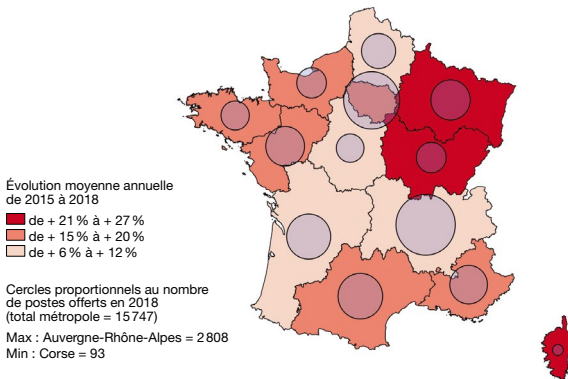 Évolution moyenne annuelle
de 2015 à 2018
de + 21 % à + 27 %
de + 15 % à + 20 %
de + 6 % à + 12 %
Cercles proportionnels au nombre
de postes offerts en 2018
(total métropole = 15 747)
Max : Auvergne-Rhône-Alpes = 2 808
Min : Corse = 93